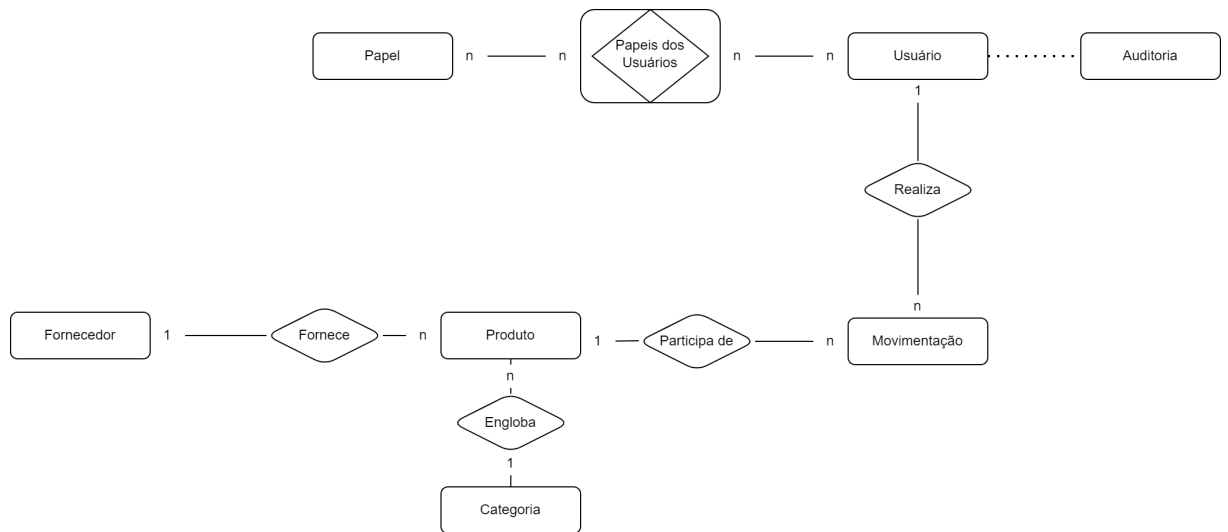 Papel
n
n
Papeis dos
Usuários
n
n
Usuário
Auditoria
1
Realiza
n
Fornecedor
1
Fornece
n
Produto
1
Participa de
n
Movimentação
n
Engloba
1
Categoria